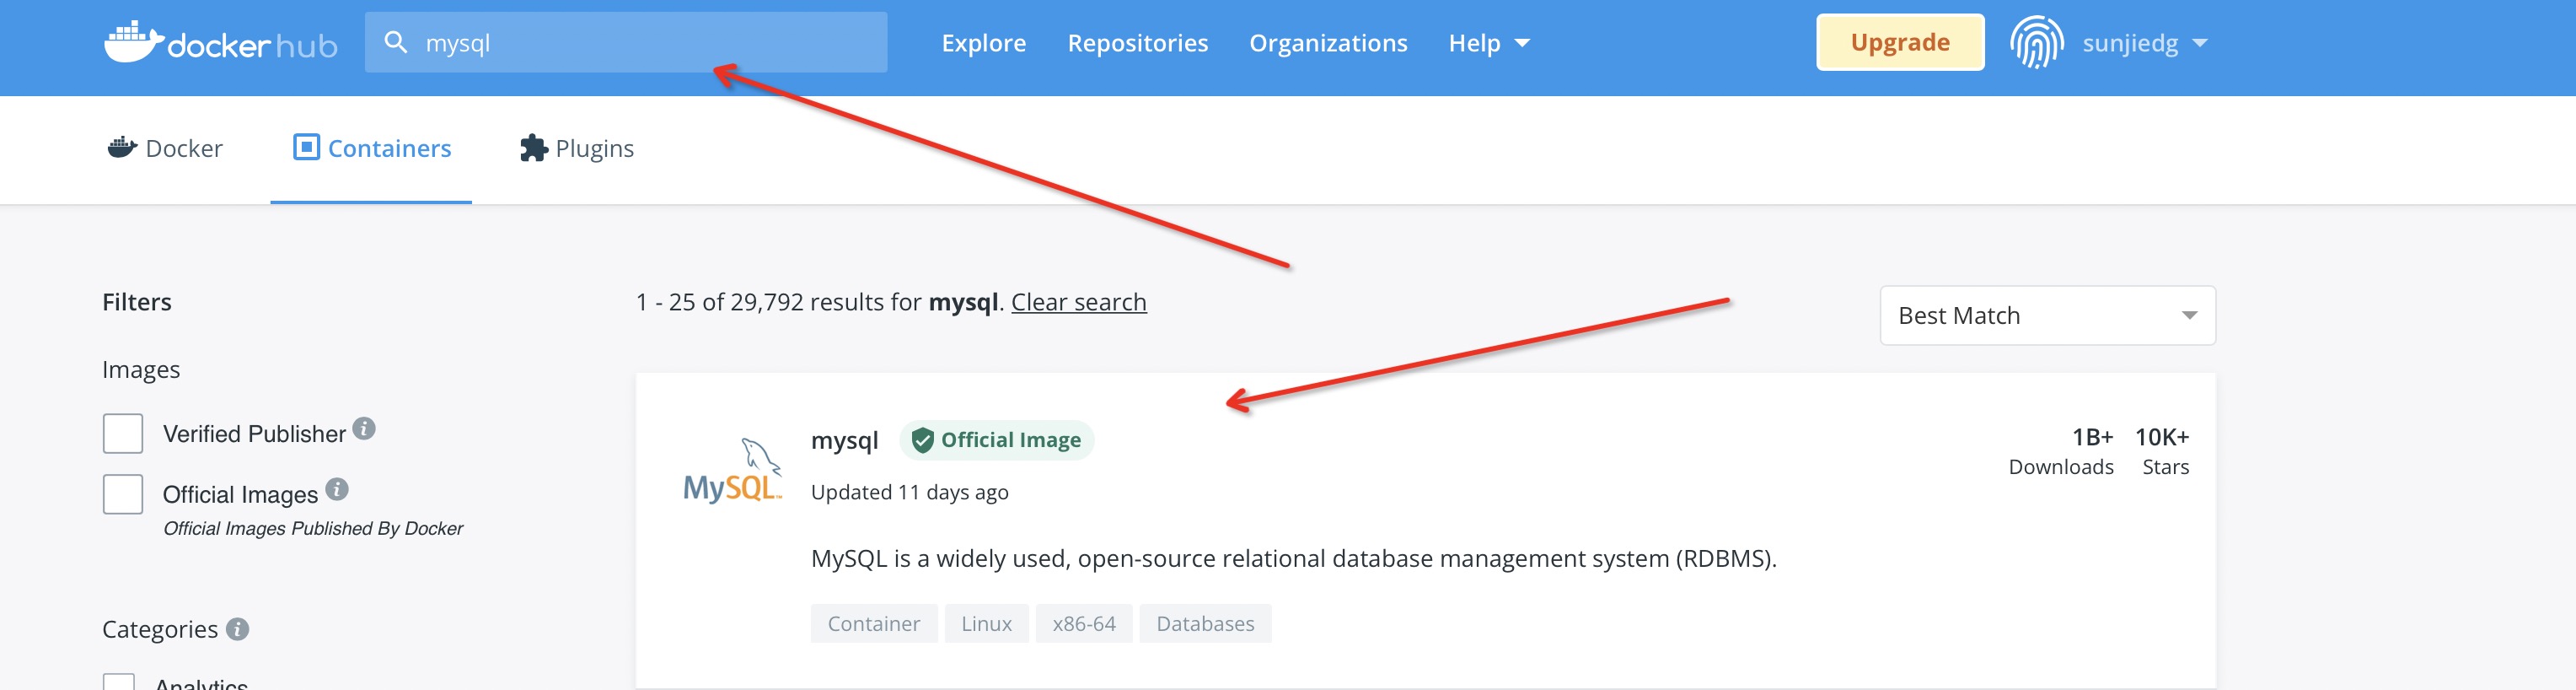 docker hub
mysql
Explore
Repositories
Organizations
Help
Upgrade
sunjiedg
Docker
Containers
Plugins
Filters
1 - 25 of 29,792 results for mysql. Clear search
Best Match
Images
Verified Publisher i
Official Images i
Official Images Published By Docker
Categories i
Analytics
MySQL™
mysql
Official Image
Updated 11 days ago
1B+
Downloads
10K+
Stars
MySQL is a widely used, open-source relational database management system (RDBMS).
Container
Linux
x86-64
Databases